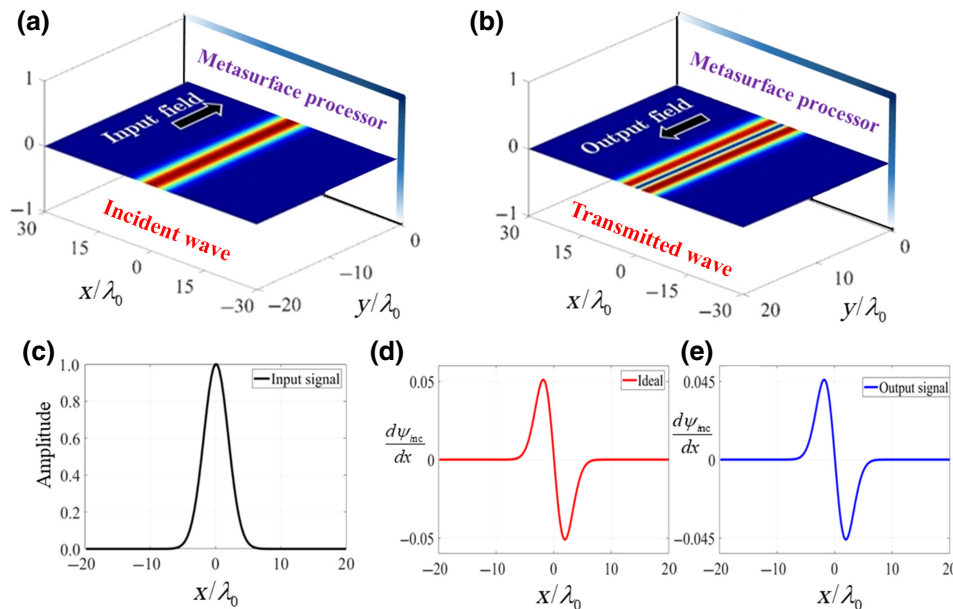 (a)
Metasurface processor
Input field
Incident wave
1
0
−1
30
15
0
15
−30
x/λ₀
−20
−10
0
y/λ₀
(b)
Metasurface processor
Output field
Transmitted wave
1
0
−1
30
15
0
−15
−30
x/λ₀
20
10
0
y/λ₀
(c)
Input signal
Amplitude
1.0
0.8
0.6
0.4
0.2
0.0
−20 −10 0 10 20
x/λ₀
(d)
Ideal
dψinc
dx
0.05
0
−0.05
−20 −10 0 10 20
x/λ₀
(e)
Output signal
dψinc
dx
0.045
0
−0.045
−20 −10 0 10 20
x/λ₀